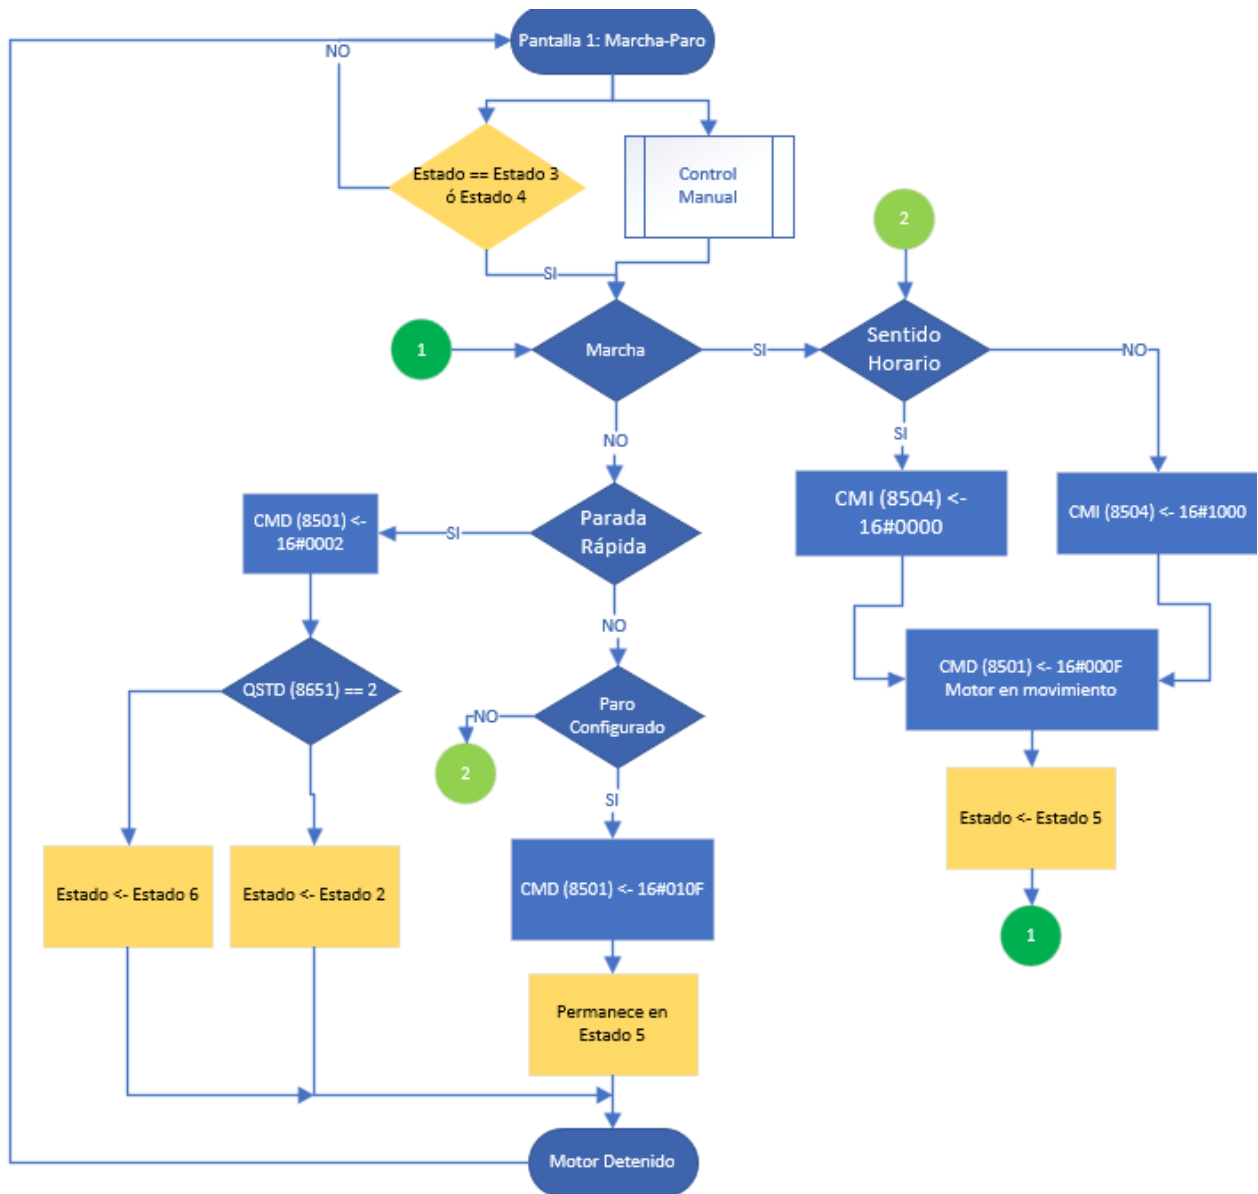 Pantalla 1: Marcha-Paro
NO
Estado == Estado 3
ó Estado 4
Control
Manual
2
SI
1
Marcha
SI
Sentido
Horario
NO
NO
SI
CMD (8501) <-
16#0002
SI
Parada
Rápida
CMI (8504) <-
16#0000
CMI (8504) <- 16#1000
NO
QSTD (8651) == 2
Paro
Configurado
NO
2
CMD (8501) <- 16#000F
Motor en movimiento
SI
Estado <- Estado 5
Estado <- Estado 6
Estado <- Estado 2
CMD (8501) <- 16#010F
1
Permanece en
Estado 5
Motor Detenido